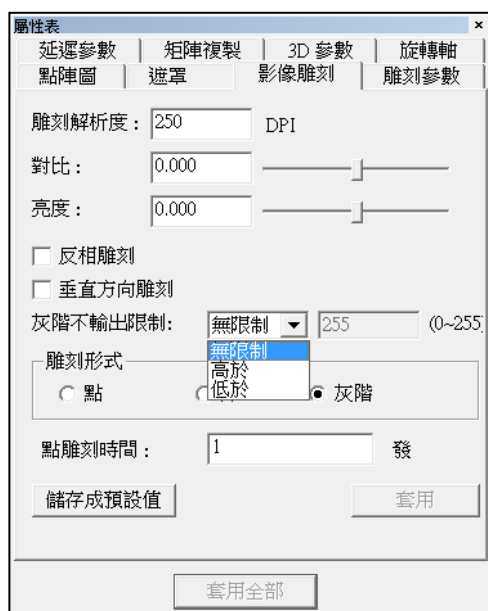 屬性表
延遲參數 矩陣複製 3D 參數 旋轉軸
點陣圖 遮罩 影像雕刻 雕刻參數
雕刻解析度： 250 DPI
對比： 0.000
亮度： 0.000
反相雕刻
垂直方向雕刻
灰階不輸出限制: 無限制 255 (0~255
無限制
雕刻形式 高於
點 低於 灰階
點雕刻時間： 1 發
儲存成預設值 套用
套用全部